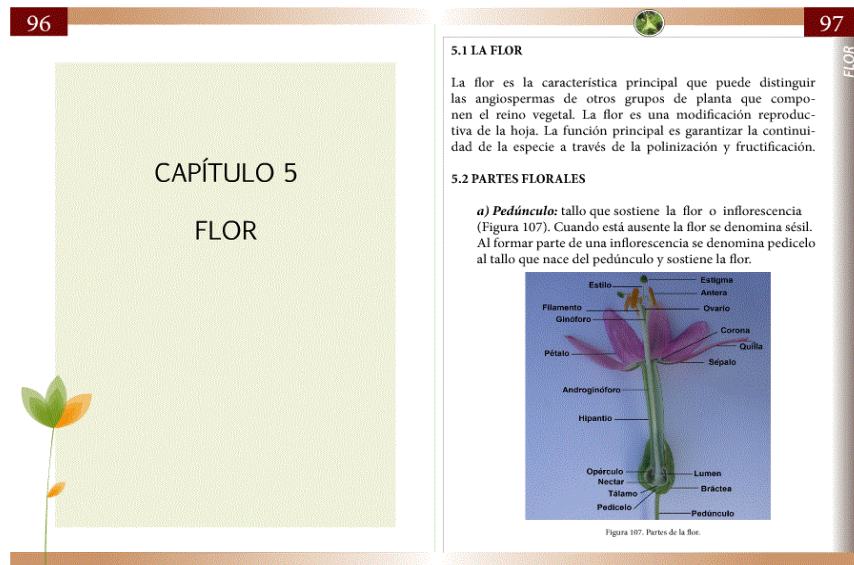 96
CAPÍTULO 5
FLOR
97
FLOR
5.1 LA FLOR
La flor es la característica principal que puede distinguir
las angiospermas de otros grupos de planta que compo-
nen el reino vegetal. La flor es una modificación reproduc-
tiva de la hoja. La función principal es garantizar la continui-
dad de la especie a través de la polinización y fructificación.
5.2 PARTES FLORALES
a) Pedúnculo: tallo que sostiene la flor o inflorescencia
(Figura 107). Cuando está ausente la flor se denomina sésil.
Al formar parte de una inflorescencia se denomina pedicelo
al tallo que nace del pedúnculo y sostiene la flor.
Estigma
Estilo
Antera
Filamento
Ovario
Ginóforo
Corona
Quilla
Pétalo
Sépalo
Androginóforo
Hipantio
Opérculo
Lumen
Nectar
Tálamo
Bráctea
Pedicelo
Pedúnculo
Figura 107. Partes de la flor.